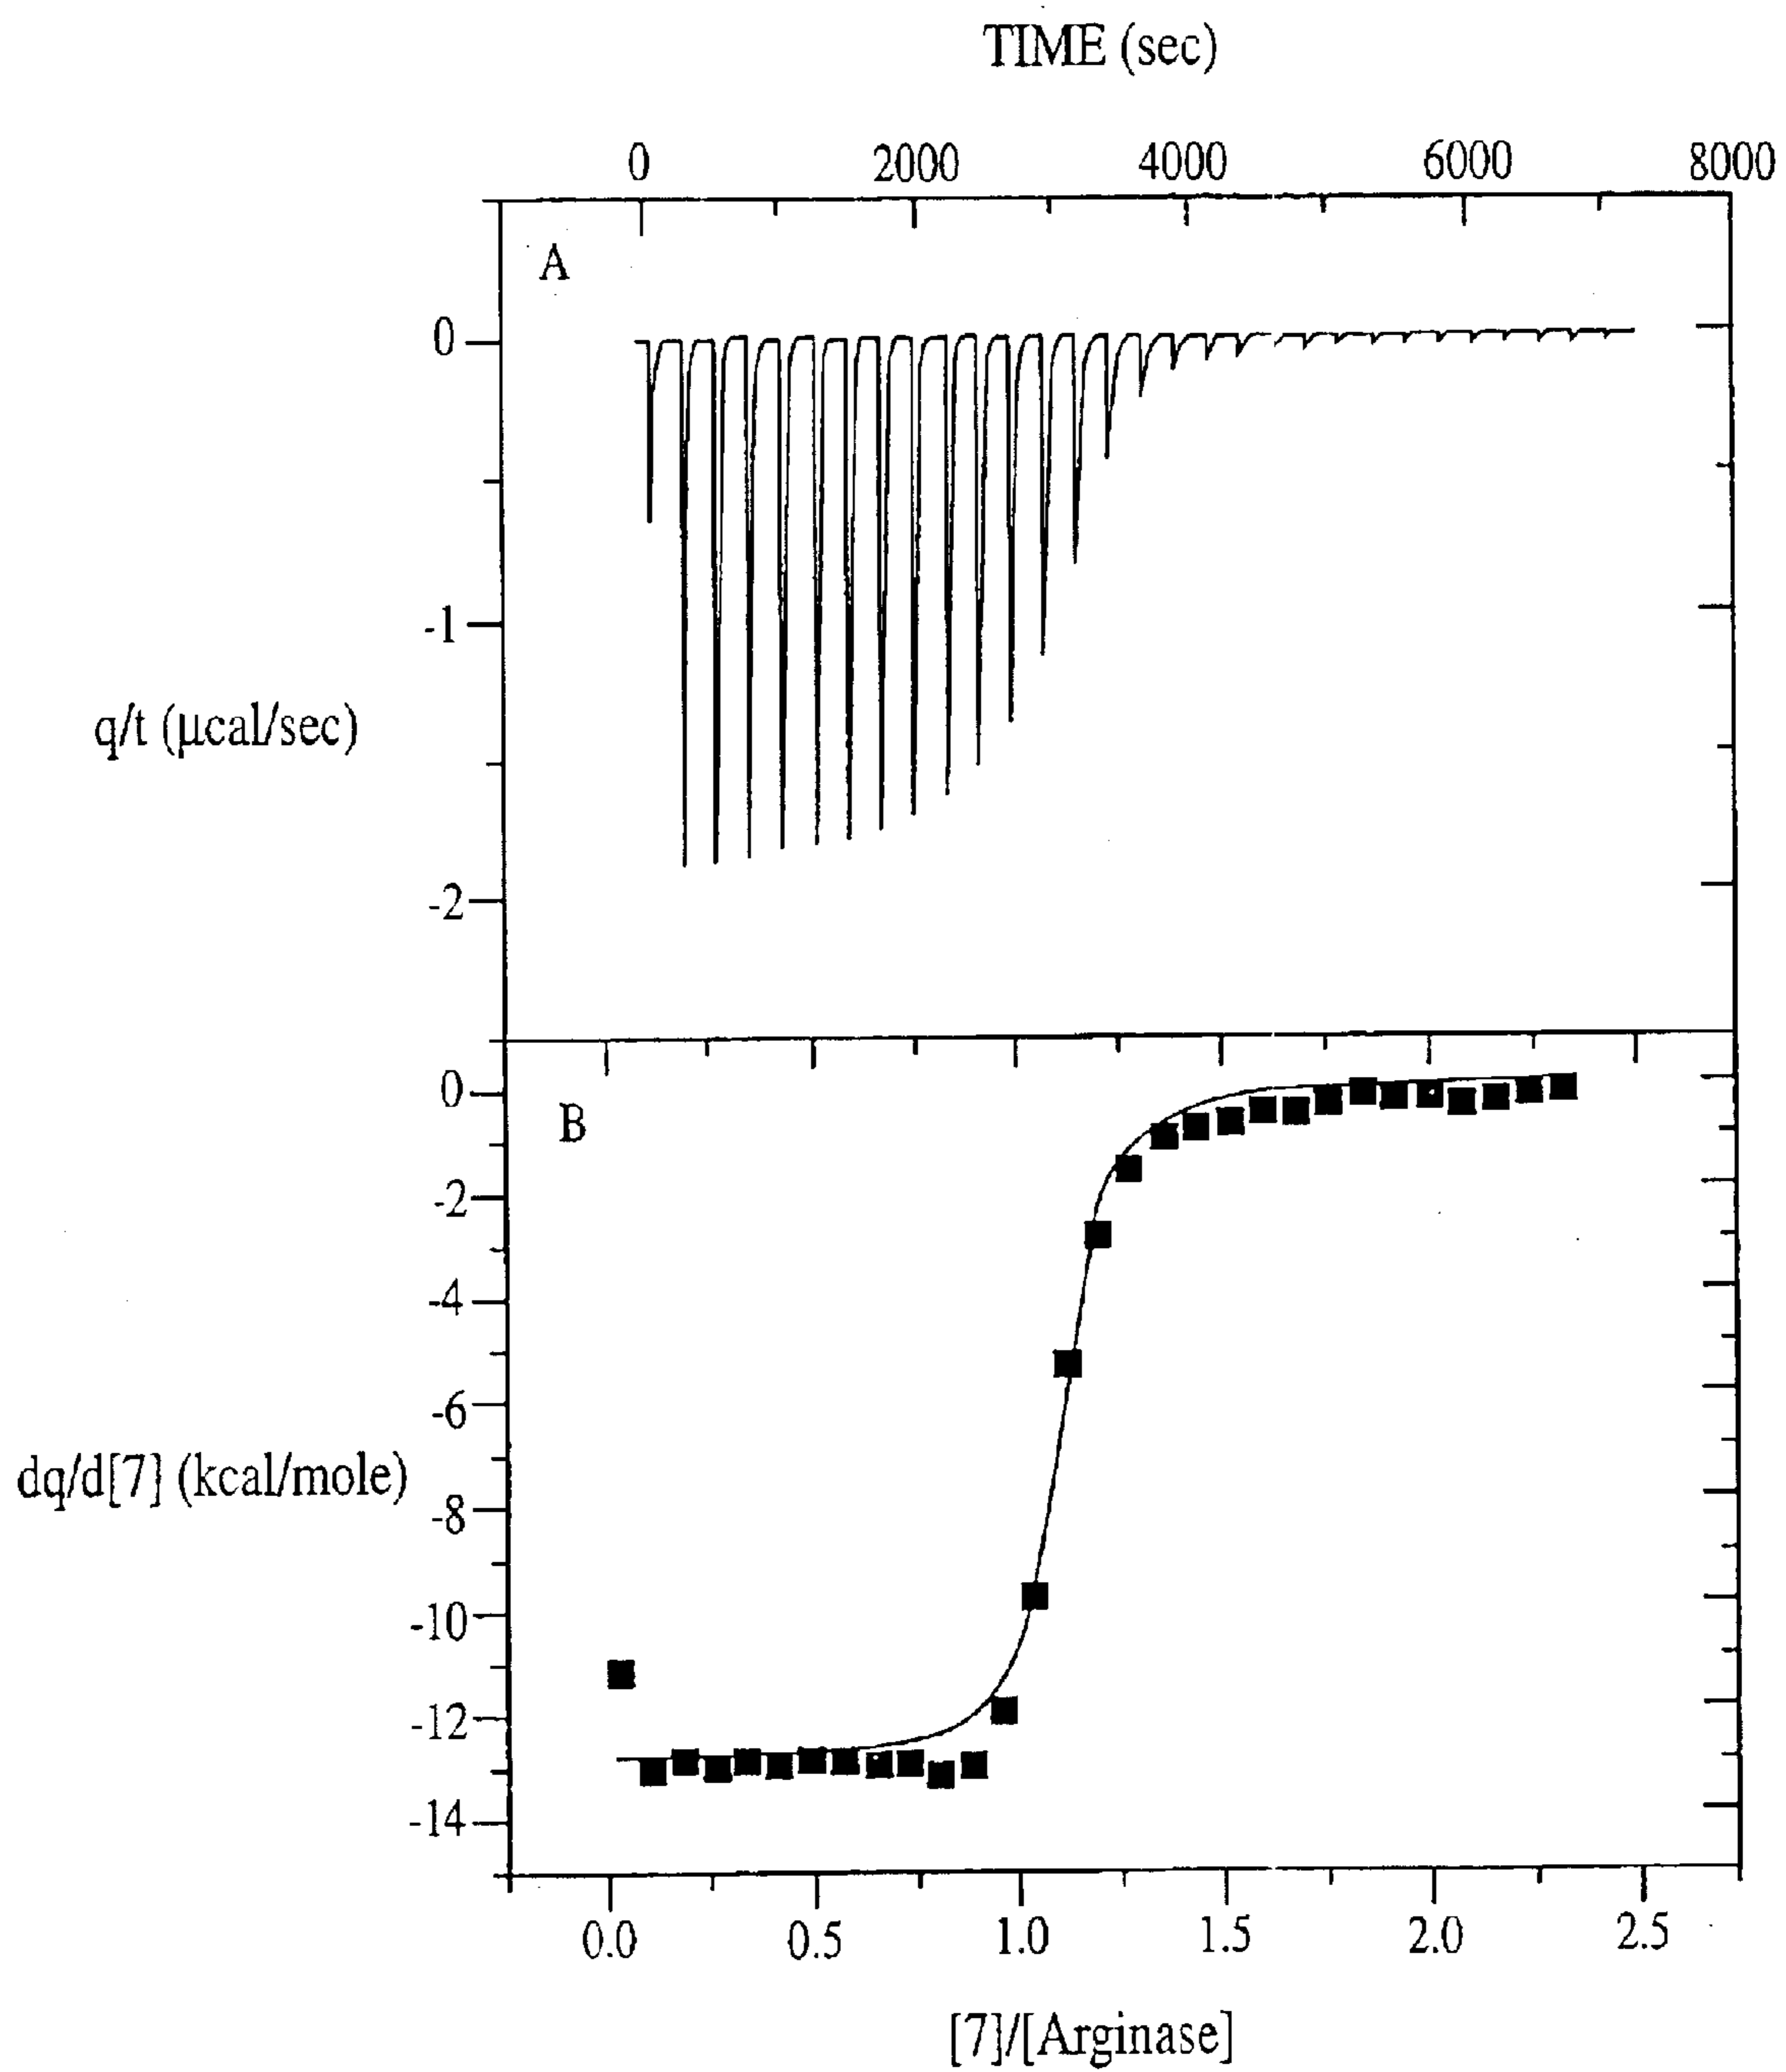 TIME (sec)
0 2000 4000 6000 8000
A
0
-1
q/t (μcal/sec)
-2
0
B
-2
-4
-6
dq/d[7] (kcal/mole)
-8
-10
-12
-14
0.0 0.5 1.0 1.5 2.0 2.5
[7]/[Arginase]